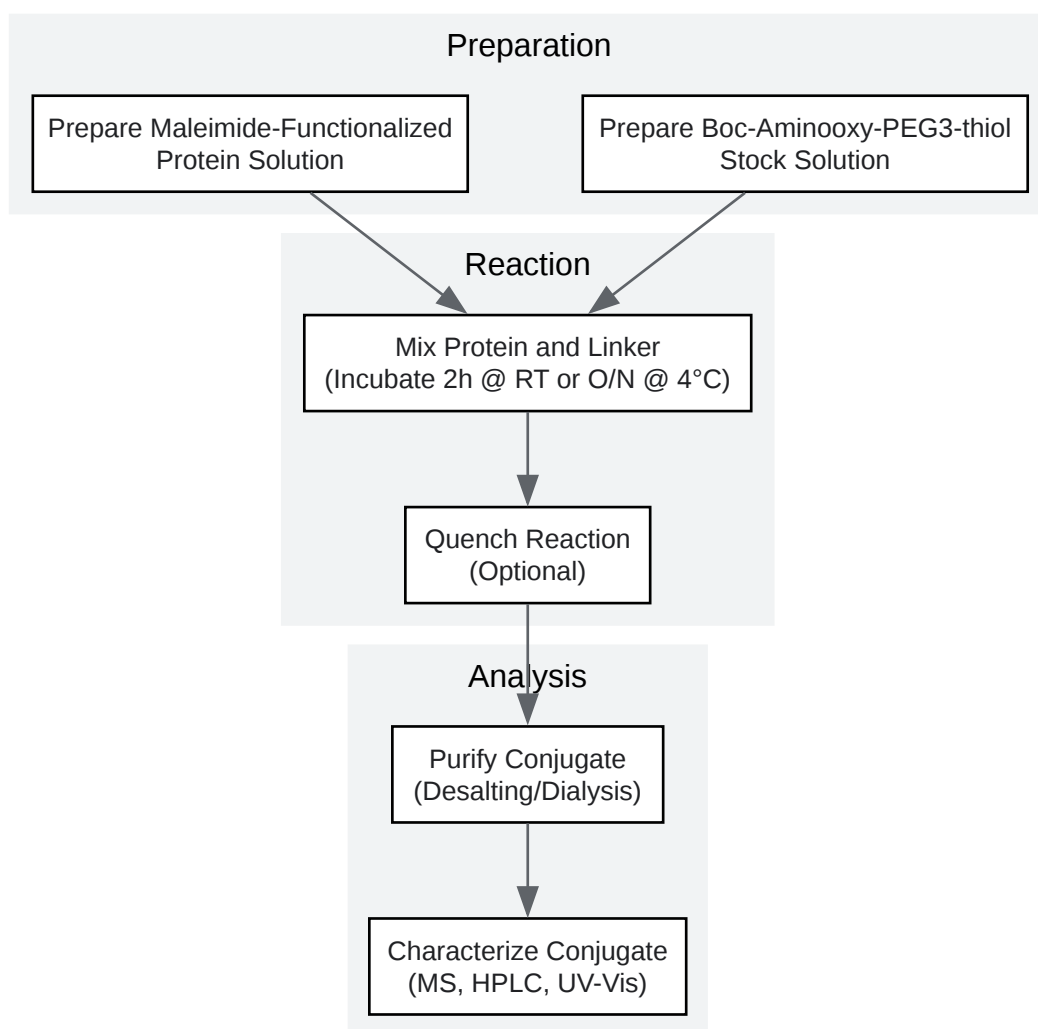 Preparation
Prepare Maleimide-Functionalized
Protein Solution
Prepare Boc-Aminooxy-PEG3-thiol
Stock Solution
Reaction
Mix Protein and Linker
(Incubate 2h @ RT or O/N @ 4°C)
Quench Reaction
(Optional)
Analysis
Purify Conjugate
(Desalting/Dialysis)
Characterize Conjugate
(MS, HPLC, UV-Vis)